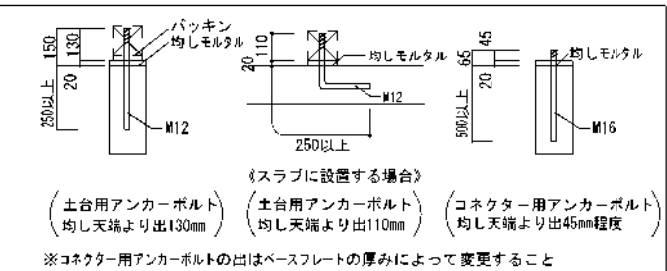 パッキン
均しモルタル
150
130
20
250以上
M12
110
20
均しモルタル
M12
250以上
65
45
20
均しモルタル
500以上
M16
《スラブに設置する場合》
(土台用アンカーボルト
均し天端より出130mm)
(土台用アンカーボルト
均し天端より出110mm)
(コネクター用アンカーボルト
均し天端より出45mm程度)
※コネクター用アンカーボルトの出はベースプレートの厚みによって変更すること